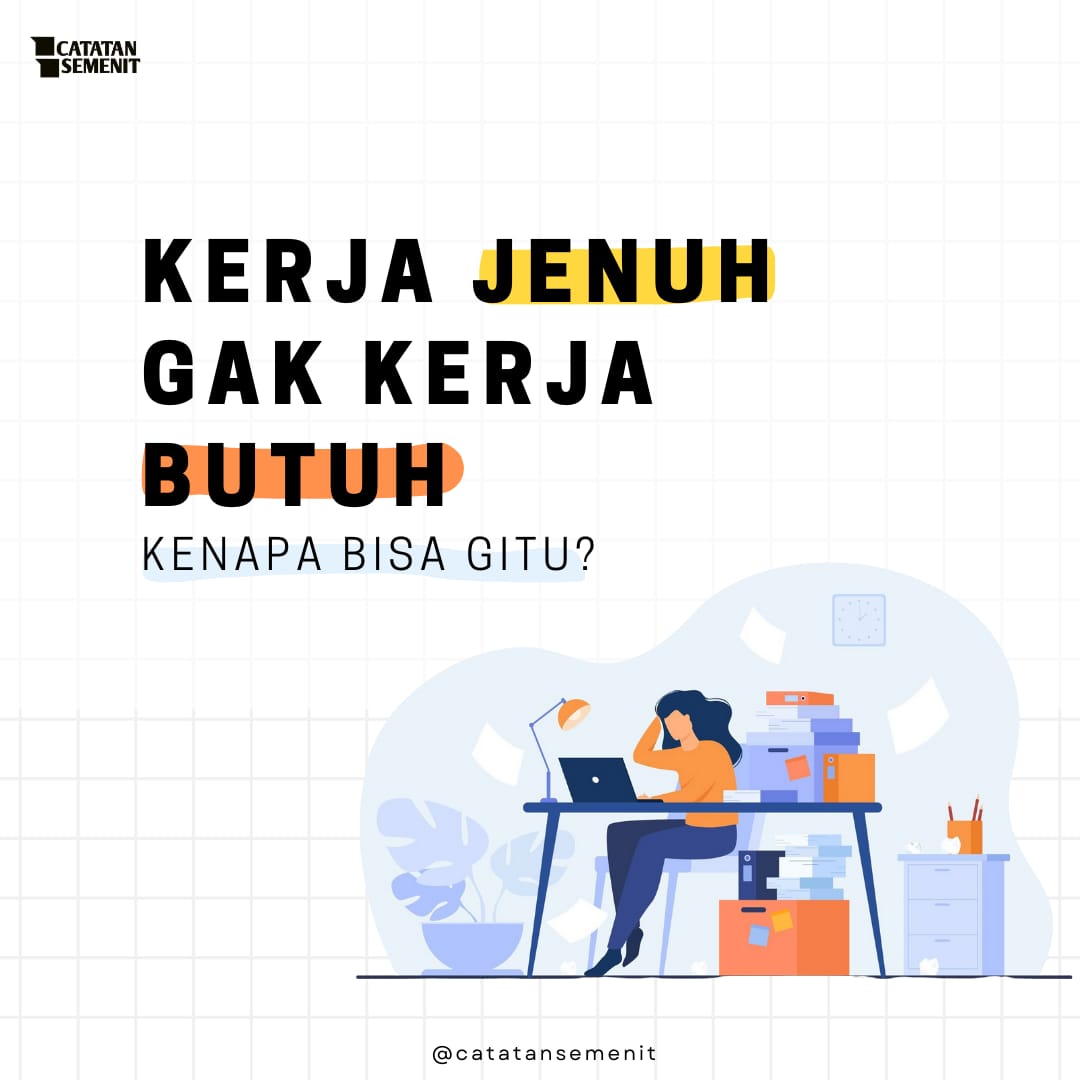 CATATAN
SEMENIT
KERJA JENUH
GAK KERJA
BUTUH
KENAPA BISA GITU?
@catatansemenit